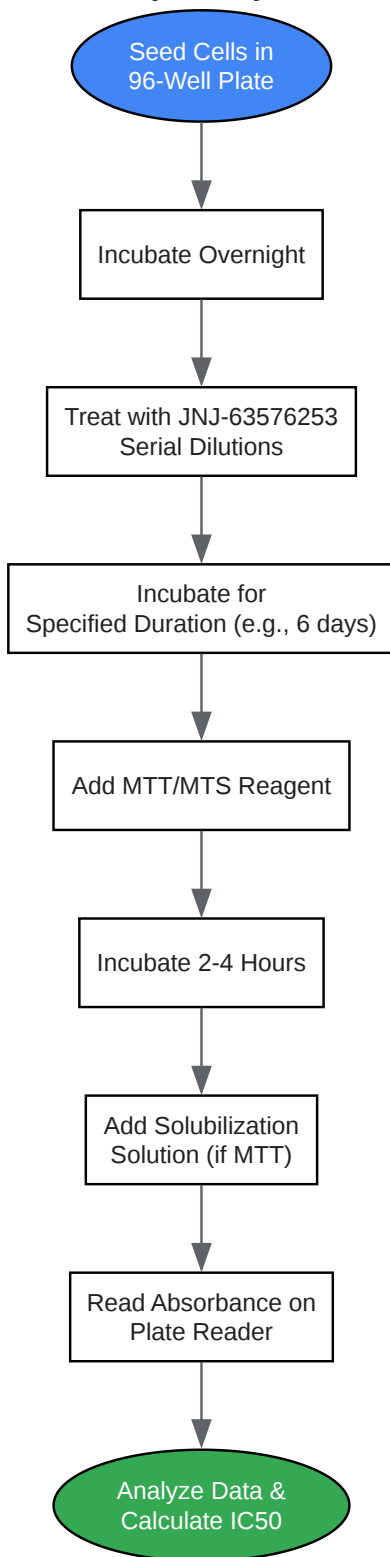 Seed Cells in
96-Well Plate
Incubate Overnight
Treat with JNJ-63576253
Serial Dilutions
Incubate for
Specified Duration (e.g., 6 days)
Add MTT/MTS Reagent
Incubate 2-4 Hours
Add Solubilization
Solution (if MTT)
Read Absorbance on
Plate Reader
Analyze Data &
Calculate IC50